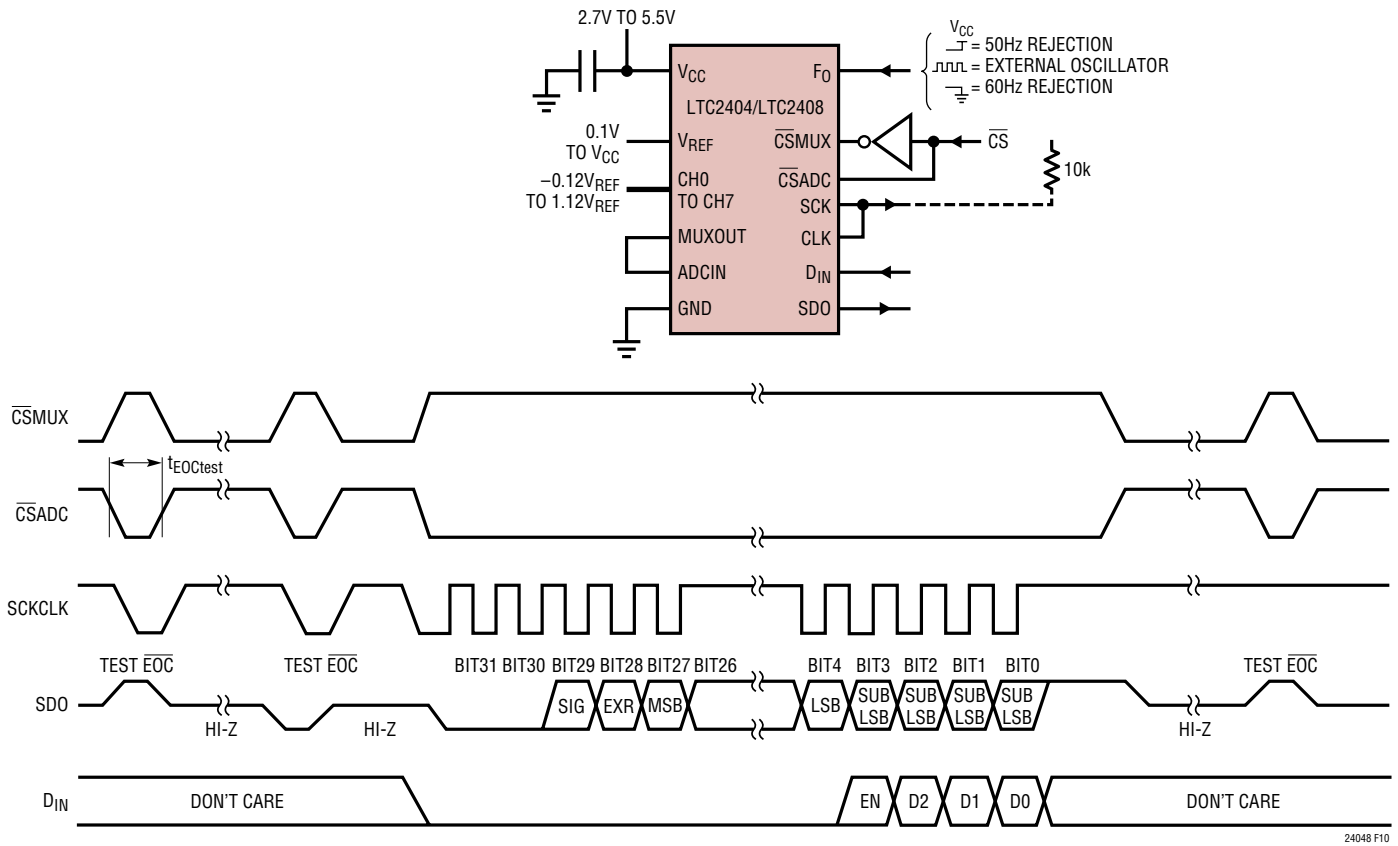 2.7V TO 5.5V
VCC
= 50Hz REJECTION
= EXTERNAL OSCILLATOR
= 60Hz REJECTION
VCC
FO
LTC2404/LTC2408
0.1V
TO VCC
VREF
CSMUX
CS
–0.12VREF
TO 1.12VREF
CH0
TO CH7
CSADC
10k
SCK
MUXOUT
CLK
ADCIN
DIN
GND
SDO
CSMUX
tEOCtest
CSADC
SCKCLK
TEST EOC
TEST EOC
BIT31 BIT30 BIT29 BIT28 BIT27 BIT26
BIT4 BIT3 BIT2 BIT1 BIT0
TEST EOC
SDO
HI-Z
HI-Z
SIG EXR MSB
LSB
SUB LSB
SUB LSB
SUB LSB
SUB LSB
HI-Z
DIN
DON'T CARE
EN D2 D1 D0
DON'T CARE
24048 F10